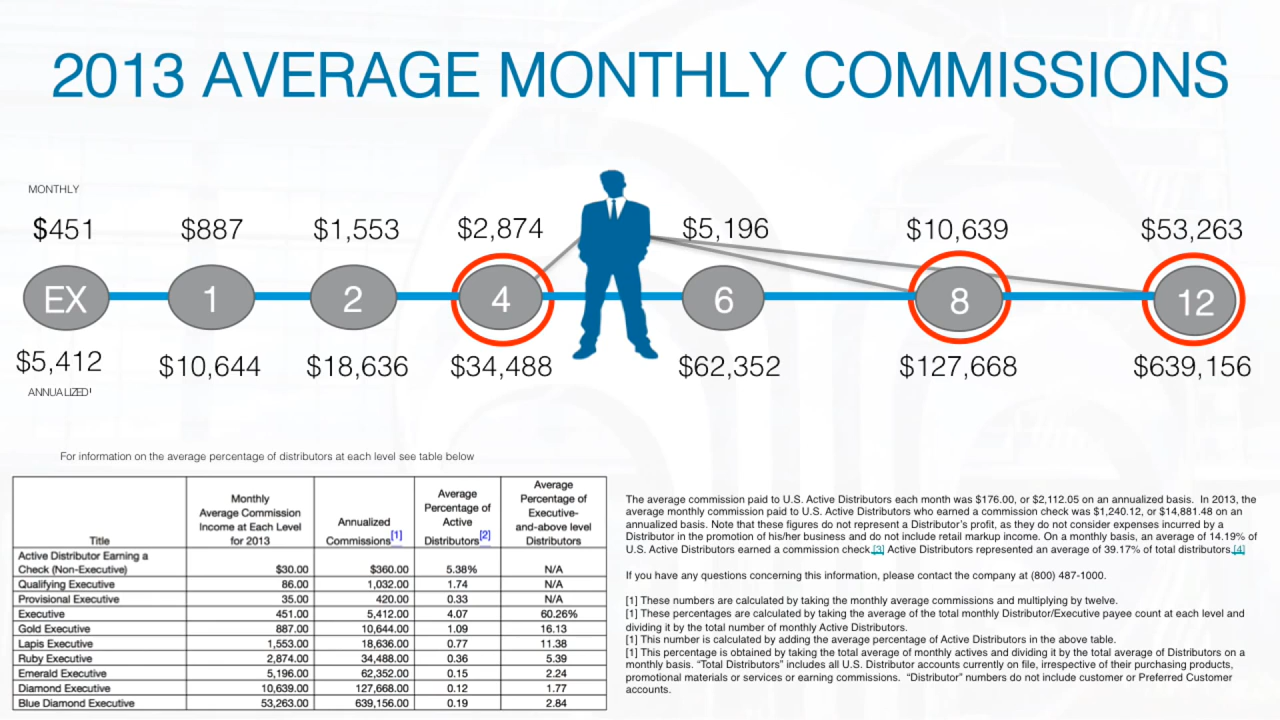 2013 AVERAGE MONTHLY COMMISSIONS
MONTHLY
$451 $887 $1,553 $2,874 $5,196 $10,639 $53,263
EX 1 2 4 6 8 12
$5,412 $10,644 $18,636 $34,488 $62,352 $127,668 $639,156
ANNUALIZED¹
For information on the average percentage of distributors at each level see table below
Title
Monthly
Average Commission
Income at Each Level
for 2013
Annualized
Commissions[1]
Average
Percentage of
Active
Distributors[2]
Average
Percentage of
Executive-
and-above level
Distributors
Active Distributor Earning a
Check (Non-Executive) $30.00 $360.00 5.38% N/A
Qualifying Executive 86.00 1,032.00 1.74 N/A
Provisional Executive 35.00 420.00 0.33 N/A
Executive 451.00 5,412.00 4.07 60.26%
Gold Executive 887.00 10,644.00 1.09 16.13
Lapis Executive 1,553.00 18,636.00 0.77 11.38
Ruby Executive 2,874.00 34,488.00 0.36 5.39
Emerald Executive 5,196.00 62,352.00 0.15 2.24
Diamond Executive 10,639.00 127,668.00 0.12 1.77
Blue Diamond Executive 53,263.00 639,156.00 0.19 2.84
The average commission paid to U.S. Active Distributors each month was $176.00, or $2,112.05 on an annualized basis. In 2013, the
average monthly commission paid to U.S. Active Distributors who earned a commission check was $1,240.12, or $14,881.48 on an
annualized basis. Note that these figures do not represent a Distributor's profit, as they do not consider expenses incurred by a
Distributor in the promotion of his/her business and do not include retail markup income. On a monthly basis, an average of 14.19% of
U.S. Active Distributors earned a commission check.[3] Active Distributors represented an average of 39.17% of total distributors.[4]
If you have any questions concerning this information, please contact the company at (800) 487-1000.
[1] These numbers are calculated by taking the monthly average commissions and multiplying by twelve.
[1] These percentages are calculated by taking the average of the total monthly Distributor/Executive payee count at each level and
dividing it by the total number of monthly Active Distributors.
[1] This number is calculated by adding the average percentage of Active Distributors in the above table.
[1] This percentage is obtained by taking the total average of monthly actives and dividing it by the total average of Distributors on a
monthly basis. “Total Distributors” includes all U.S. Distributor accounts currently on file, irrespective of their purchasing products,
promotional materials or services or earning commissions. “Distributor” numbers do not include customer or Preferred Customer
accounts.